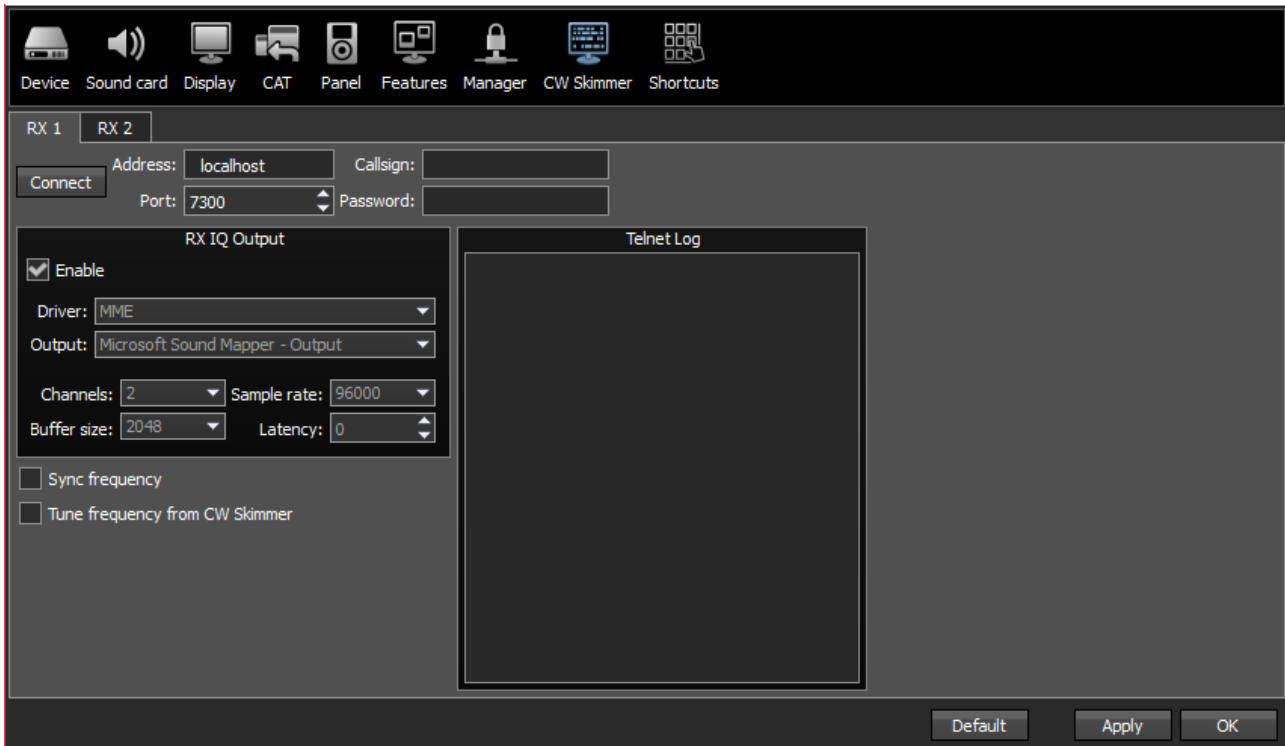 Device Sound card Display CAT Panel Features Manager CW Skimmer Shortcuts
RX 1 RX 2
Connect Address: localhost Callsign:
Port: 7300 Password:
RX IQ Output
Enable
Driver: MME
Output: Microsoft Sound Mapper - Output
Channels: 2 Sample rate: 96000
Buffer size: 2048 Latency: 0
Sync frequency
Tune frequency from CW Skimmer
Telnet Log
Default Apply OK